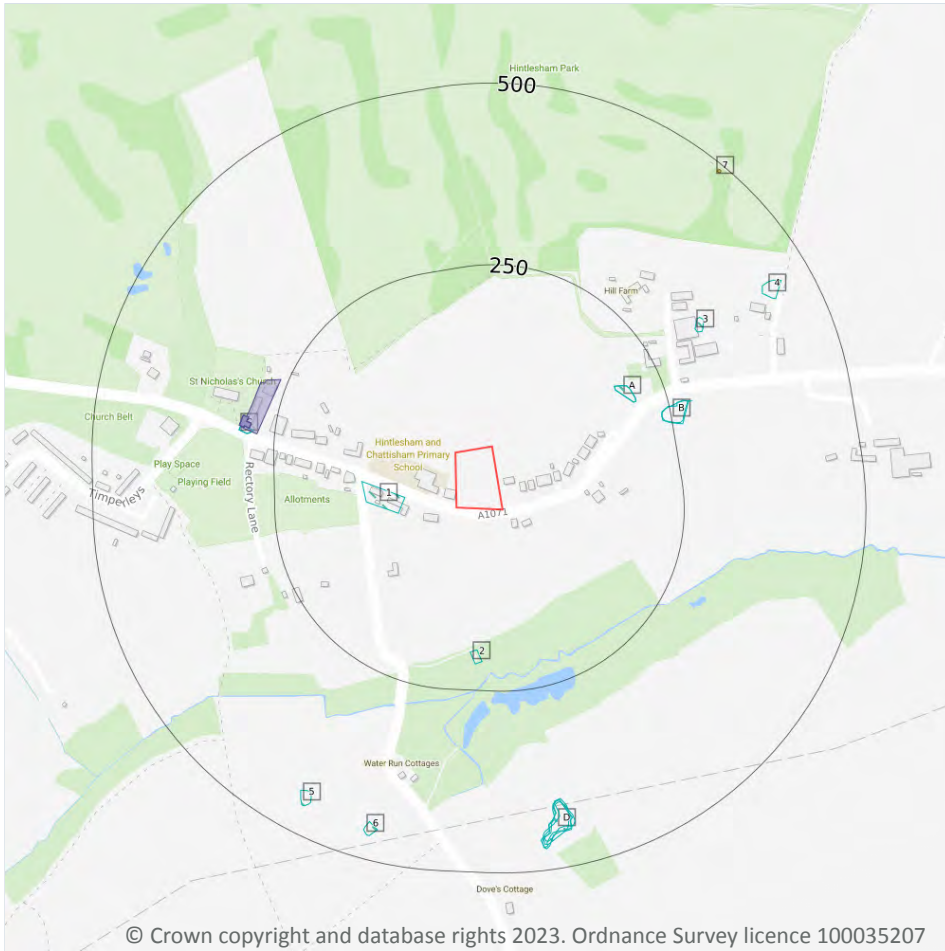 Hintlesham Park
500
7
250
4
Hill Farm
3
St Nicholas's Church
A
B
Church Belt
Hintlesham and
Chattisham Primary
School
Play Space
Playing Field
Timperleys
Rectory Lane
Allotments
1
A1071
2
Water Run Cottages
5
6
D
Dove's Cottage
© Crown copyright and database rights 2023. Ordnance Survey licence 100035207